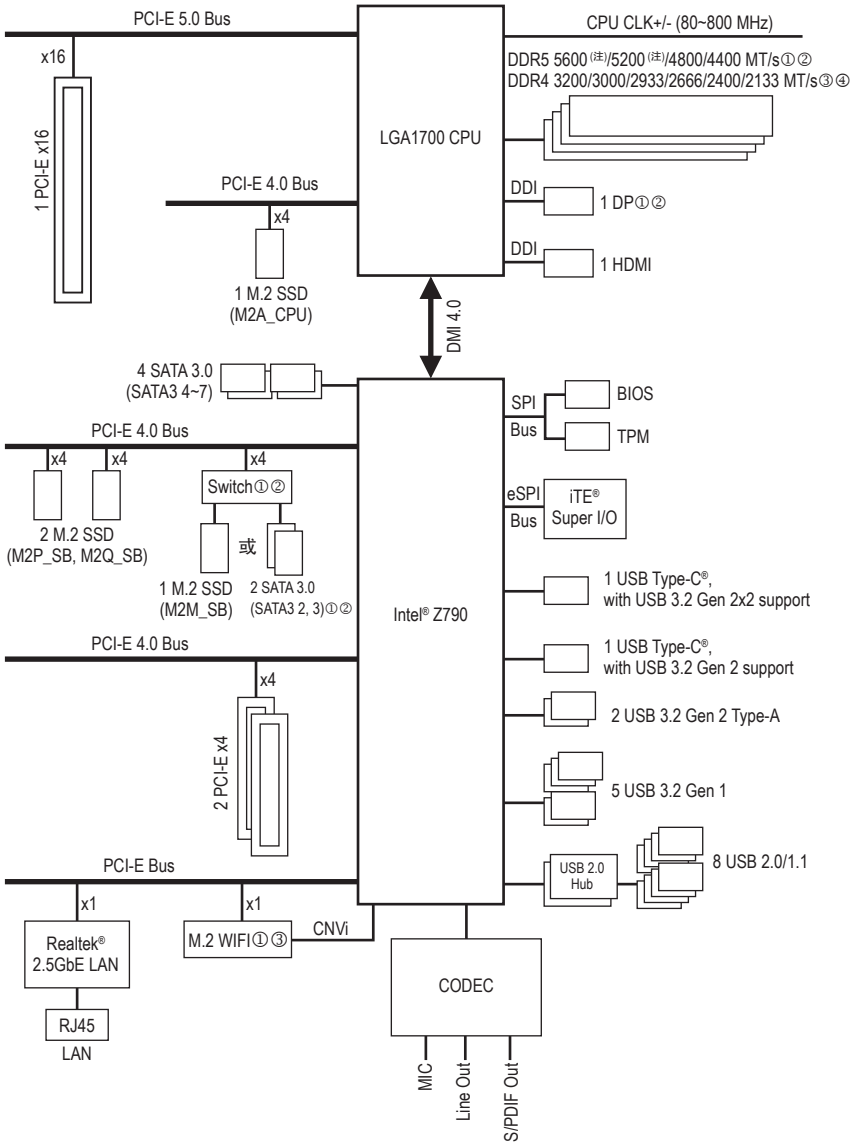 PCI-E 5.0 Bus
CPU CLK+/- (80~800 MHz)
x16
DDR5 5600 (注)/5200 (注)/4800/4400 MT/s①②
DDR4 3200/3000/2933/2666/2400/2133 MT/s③④
LGA1700 CPU
1 PCI-E x16
PCI-E 4.0 Bus
DDI
1 DP①②
x4
DDI
1 HDMI
1 M.2 SSD
(M2A_CPU)
DMI 4.0
4 SATA 3.0
(SATA3 4~7)
SPI
Bus
BIOS
TPM
PCI-E 4.0 Bus
x4
x4
x4
Switch①②
eSPI
Bus
iTE®
Super I/O
2 M.2 SSD
(M2P_SB, M2Q_SB)
或
1 M.2 SSD
(M2M_SB)
2 SATA 3.0
(SATA3 2, 3)①②
1 USB Type-C®,
with USB 3.2 Gen 2x2 support
Intel® Z790
PCI-E 4.0 Bus
1 USB Type-C®,
with USB 3.2 Gen 2 support
x4
2 USB 3.2 Gen 2 Type-A
2 PCI-E x4
5 USB 3.2 Gen 1
PCI-E Bus
USB 2.0
Hub
8 USB 2.0/1.1
x1
x1
Realtek®
2.5GbE LAN
M.2 WIFI①③
CNVi
CODEC
RJ45
LAN
MIC
Line Out
S/PDIF Out